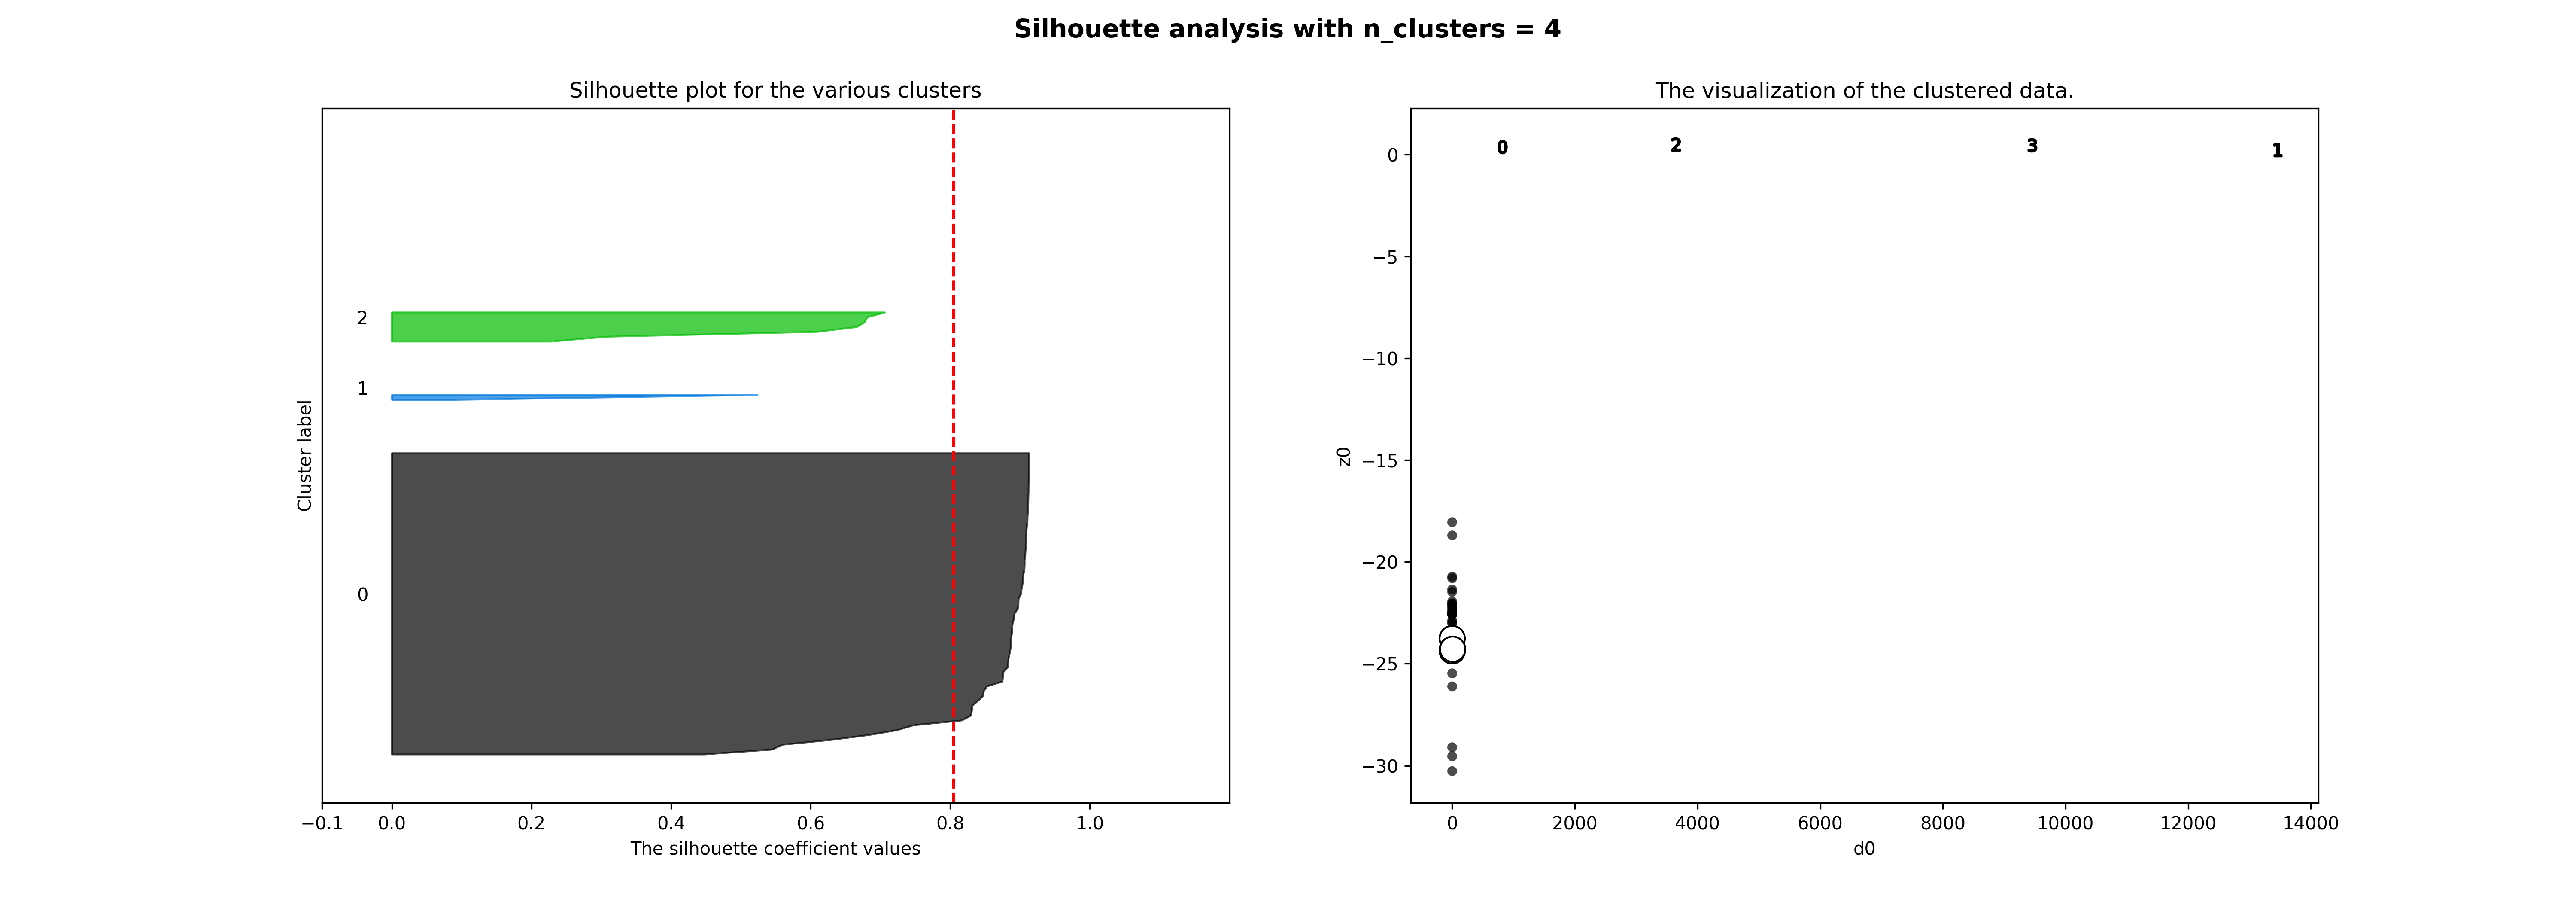 Silhouette analysis with n_clusters = 4
Silhouette plot for the various clusters
2
1
0
Cluster label
−0.1 0.0 0.2 0.4 0.6 0.8 1.0
The silhouette coefficient values
The visualization of the clustered data.
0 2 3 1
0
−5
−10
−15
−20
−25
−30
z0
0 2000 4000 6000 8000 10000 12000 14000
d0